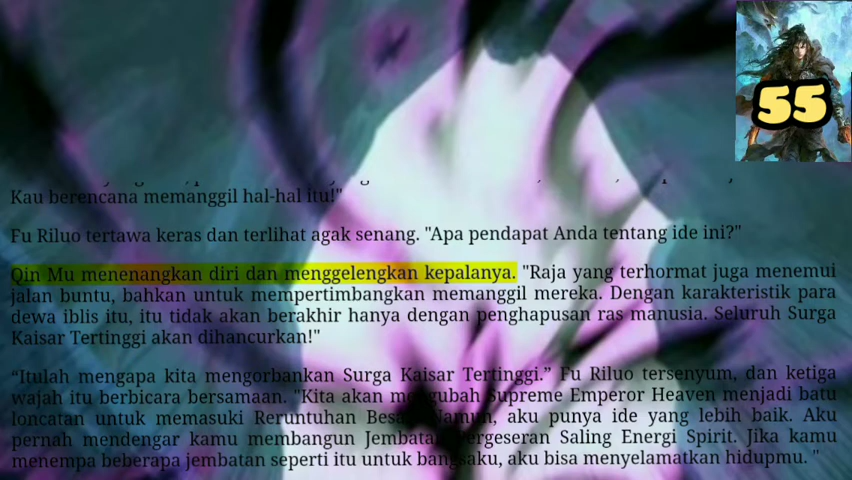 55
Kau berencana memanggil hal-hal itu!"
Fu Riluo tertawa keras dan terlihat agak senang. "Apa pendapat Anda tentang ide ini?"
Qin Mu menenangkan diri dan menggelengkan kepalanya. "Raja yang terhormat juga menemui
jalan buntu, bahkan untuk mempertimbangkan memanggil mereka. Dengan karakteristik para
dewa iblis itu, itu tidak akan berakhir hanya dengan penghapusan ras manusia. Seluruh Surga
Kaisar Tertinggi akan dihancurkan!"
“Itulah mengapa kita mengorbankan Surga Kaisar Tertinggi.” Fu Riluo tersenyum, dan ketiga
wajah itu berbicara bersamaan. "Kita akan mengubah Supreme Emperor Heaven menjadi batu
loncatan untuk memasuki Reruntuhan Besar. Namun, aku punya ide yang lebih baik. Aku
pernah mendengar kamu membangun Jembatan Pergeseran Saling Energi Spirit. Jika kamu
menempa beberapa jembatan seperti itu untuk bangsaku, aku bisa menyelamatkan hidupmu. "